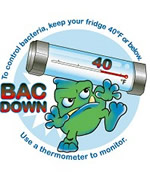 To control bacteria, keep your fridge 40°F or below.
40
°F
BAC
DOWN
Use a thermometer to monitor.